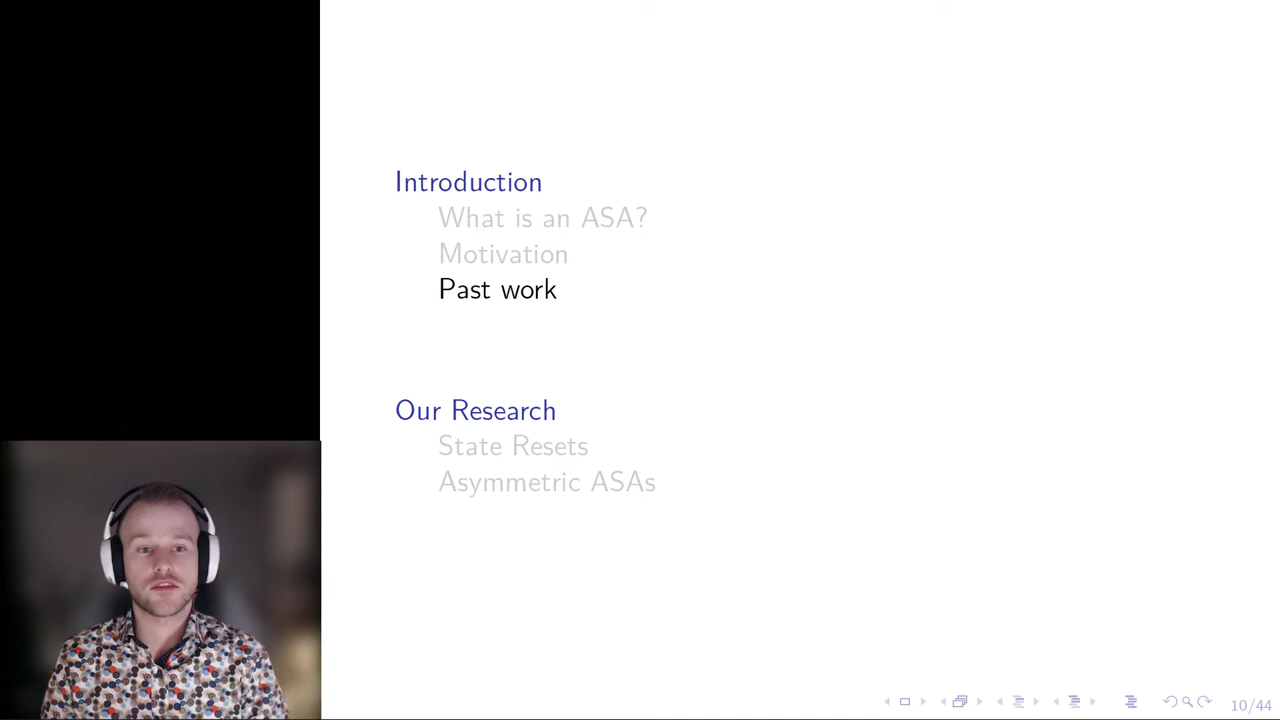 Introduction
What is an ASA?
Motivation
Past work
Our Research
State Resets
Asymmetric ASAs
10/44